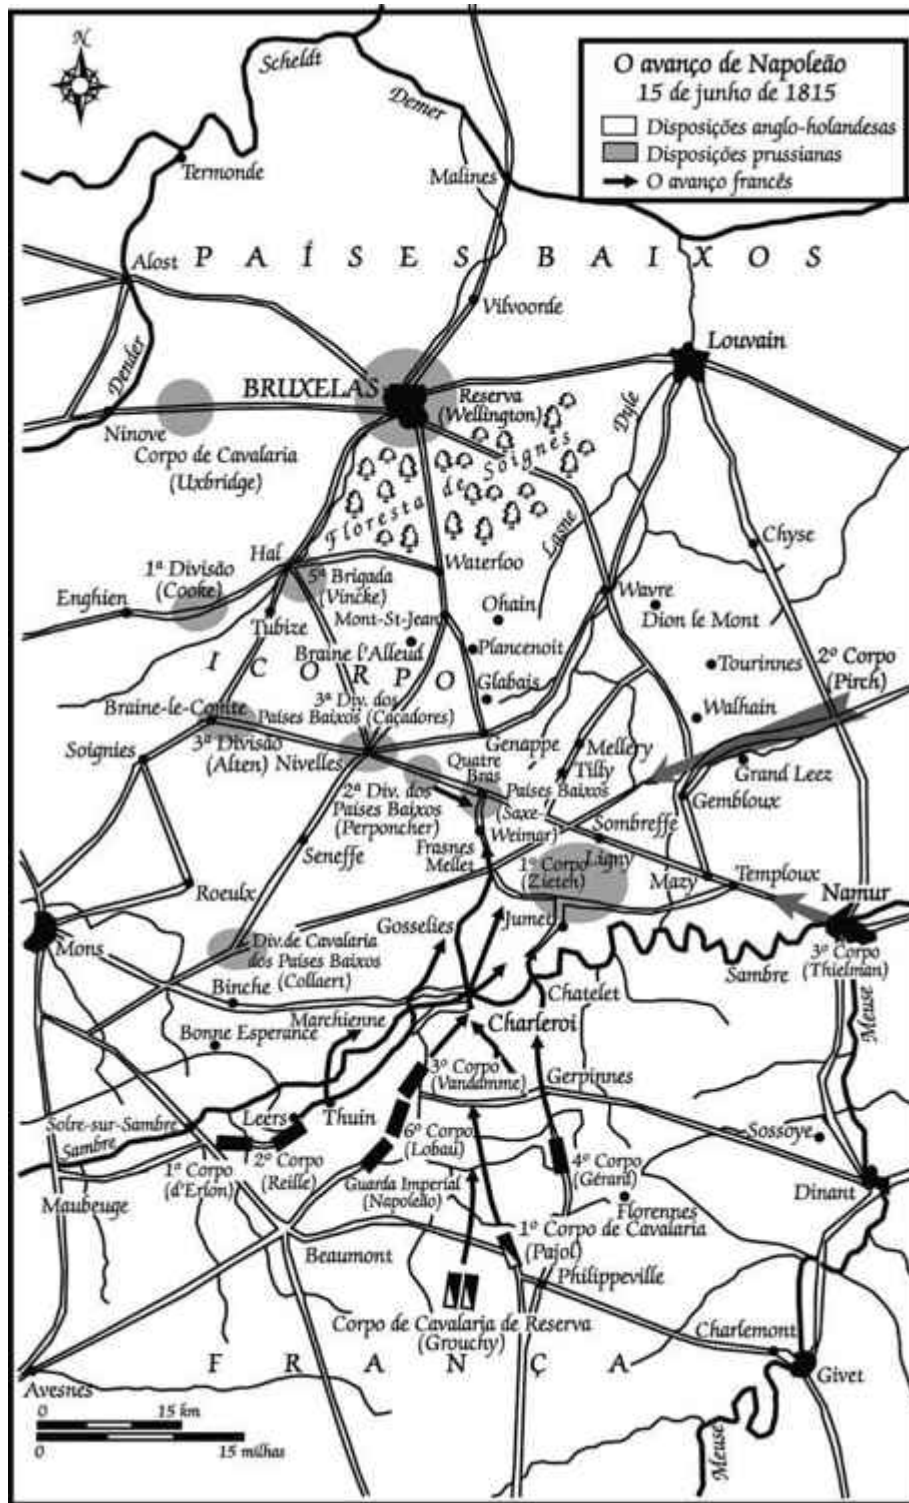 N
Scheldt
Demer
O avanço de Napoleão
15 de junho de 1815
Disposições anglo-holandesas
Disposições prussianas
O avanço francês
Termonde
Malines
PAÍSES BAIXOS
Alost
Vilvoorde
Louvain
Dender
BRUXELAS
Reserva
(Wellington)
Ninove
Corpo de Cavalaria
(Uxbridge)
Floresta de Soignes
Lasne
Chyse
Hal
1ª Divisão
(Cooke)
5ª Brigada
(Vincke)
Waterloo
Enghien
Tubize
Mont-St-Jean
Ohain
Wavre
Dion le Mont
Braine l'Alleud
Plancenoit
I CORPO
Tourinnes
2º Corpo
(Pirch)
Glabais
Walhain
Braine-le-Comte
3ª Div. dos
Países Baixos (Caçadores)
Soignies
3ª Divisão
(Alten)
Nivelles
Genappe
Mellery
Tilly
Grand Leez
Quatre
Bras
Gembloux
2ª Div. dos
Países Baixos
(Perponcher)
Países Baixos
(Saxe-
Weimar)
Sombreffe
Seneffe
Frasnes
Mellet
Ligny
1º Corpo
(Zieten)
Mazy
Temploux
Roeulx
Namur
Gosselies
Jumet
Mons
Div.de Cavalaria
dos Países Baixos
(Collaert)
3º Corpo
(Thielman)
Sambre
Binche
Chatelet
Meuse
Marchienne
Charleroi
Bonne Esperance
3º Corpo
(Vandamme)
Gerpinnes
Solre-sur-Sambre
Leers
Thuin
6º Corpo
(Lobau)
Sossoye
Sambre
1º Corpo
(d'Erlon)
2º Corpo
(Reille)
4º Corpo
(Gérard)
Guarda Imperial
Dinant
Maubeuge
Florennes
1º Corpo de Cavalaria
(Pajol)
Beaumont
Philippeville
Corpo de Cavalaria de Reserva
(Grouchy)
Charlemont
FRANÇA
Givet
Avesnes
0 15 km
0 15 milhas
Meuse